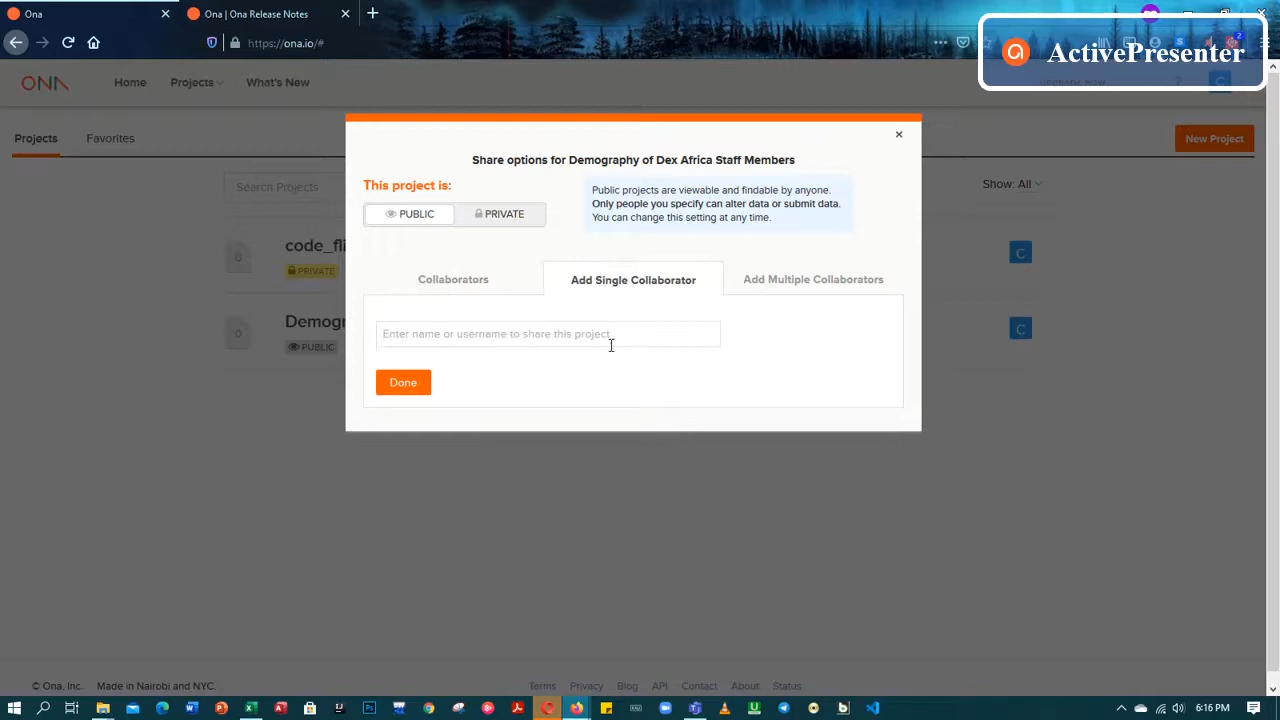 Ona
Ona | Ona Release Notes
https://ona.io/#
ActivePresenter
ONA
Home
Projects
What's New
C
Projects
Favorites
New Project
Search Projects
Show: All
PRIVATE
C
PUBLIC
C
Share options for Demography of Dex Africa Staff Members
This project is:
PUBLIC
PRIVATE
Public projects are viewable and findable by anyone.
Only people you specify can alter data or submit data.
You can change this setting at any time.
Collaborators
Add Single Collaborator
Add Multiple Collaborators
Enter name or username to share this project
Done
© Ona, Inc.
Made in Nairobi and NYC.
Terms
Privacy
Blog
API
Contact
About
Status
6:16 PM